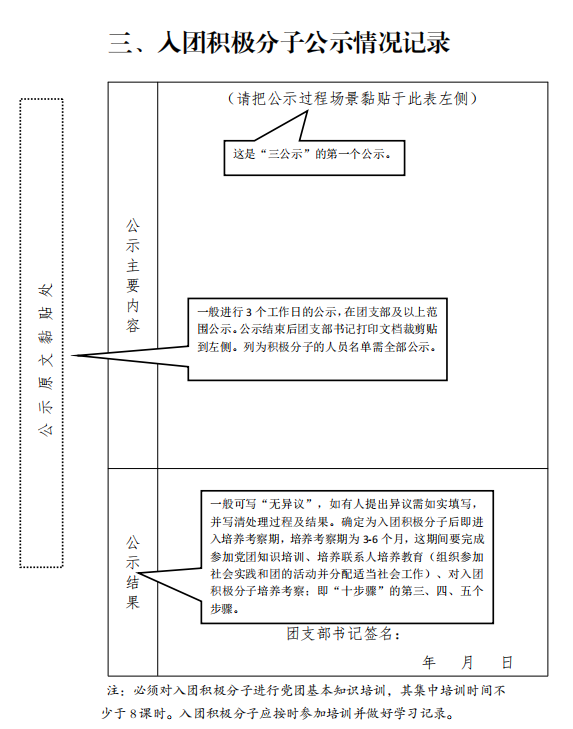 三、入团积极分子公示情况记录
（请把公示过程场景黏贴于此表左侧）
这是“三公示”的第一个公示。
公示主要内容
公示原文黏贴处
一般进行 3 个工作日的公示，在团支部及以上范
围公示。公示结束后团支部书记打印文档裁剪贴
到左侧。列为积极分子的人员名单需全部公示。
公示结果
一般可写“无异议”，如有人提出异议需如实填写，
并写清处理过程及结果。确定为入团积极分子后即进
入培养考察期，培养考察期为 3-6 个月，这期间要完成
参加党团知识培训、培养联系人培养教育（组织参加
社会实践和团的活动并分配适当社会工作）、对入团
积极分子培养考察；即“十步骤”的第三、四、五个
步骤。
团支部书记签名：
年 月 日
注：必须对入团积极分子进行党团基本知识培训，其集中培训时间不
少于 8 课时。入团积极分子应按时参加培训并做好学习记录。